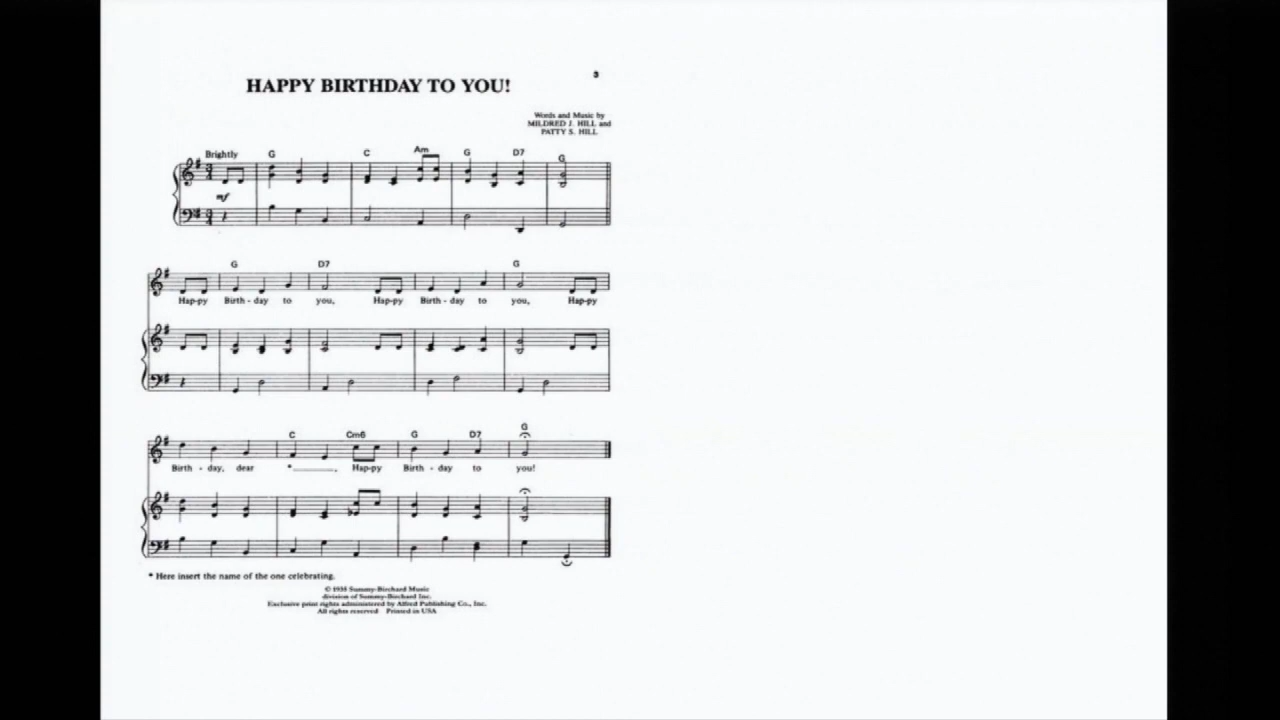 3
HAPPY BIRTHDAY TO YOU!
Words and Music by
MILDRED J. HILL and
PATTY S. HILL
Brightly G C Am G D7 G
mf
G D7 G
Hap-py Birth - day to you, Hap-py Birth - day to you, Hap-py
C Cm6 G D7 G
Birth - day, dear *________, Hap-py Birth - day to you!
* Here insert the name of the one celebrating.
© 1935 Summy-Birchard Music
division of Summy-Birchard Inc.
Exclusive print rights administered by Alfred Publishing Co., Inc.
All rights reserved Printed in USA